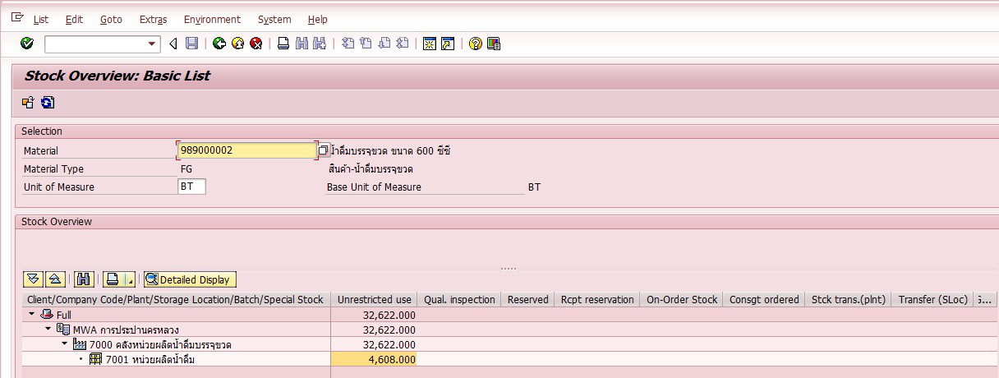 List Edit Goto Extras Environment System Help
Stock Overview: Basic List
Selection
Material 989000002 น้ำดื่มบรรจุขวด ขนาด 600 ซีซี
Material Type FG สินค้า-น้ำดื่มบรรจุขวด
Unit of Measure BT Base Unit of Measure BT
Stock Overview
Detailed Display
Client/Company Code/Plant/Storage Location/Batch/Special Stock Unrestricted use Qual. inspection Reserved Rcpt reservation On-Order Stock Consgt ordered Stck trans.(plnt) Transfer (SLoc) S...
Full 32,622.000
MWA การประปานครหลวง 32,622.000
7000 คลังหน่วยผลิตน้ำดื่มบรรจุขวด 32,622.000
7001 หน่วยผลิตน้ำดื่ม 4,608.000